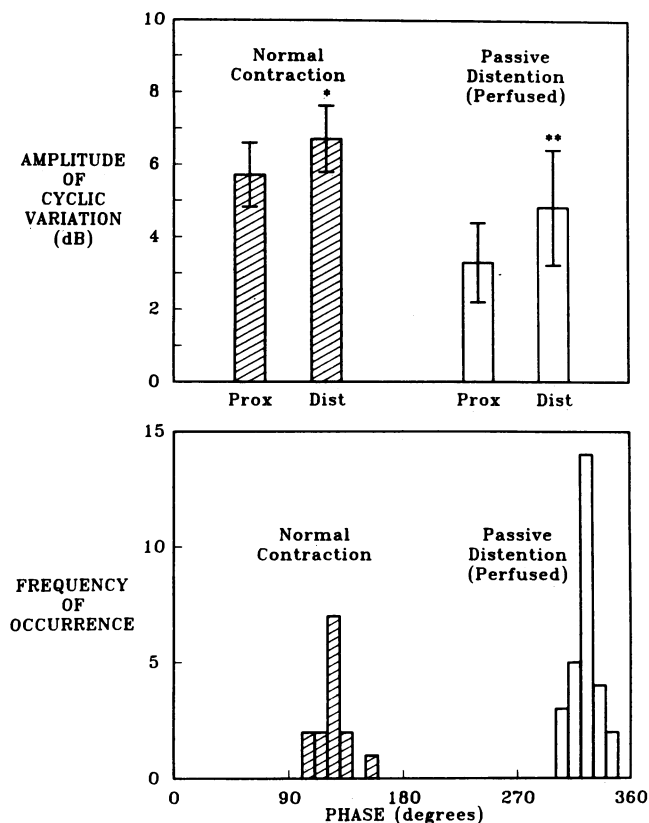 10
8
6
4
2
0
AMPLITUDE
OF
CYCLIC
VARIATION
(dB)
Normal
Contraction
*
Passive
Distention
(Perfused)
**
Prox Dist Prox Dist
15
10
5
0
FREQUENCY
OF
OCCURRENCE
Normal
Contraction
Passive
Distention
(Perfused)
0 90 180 270 360
PHASE (degrees)